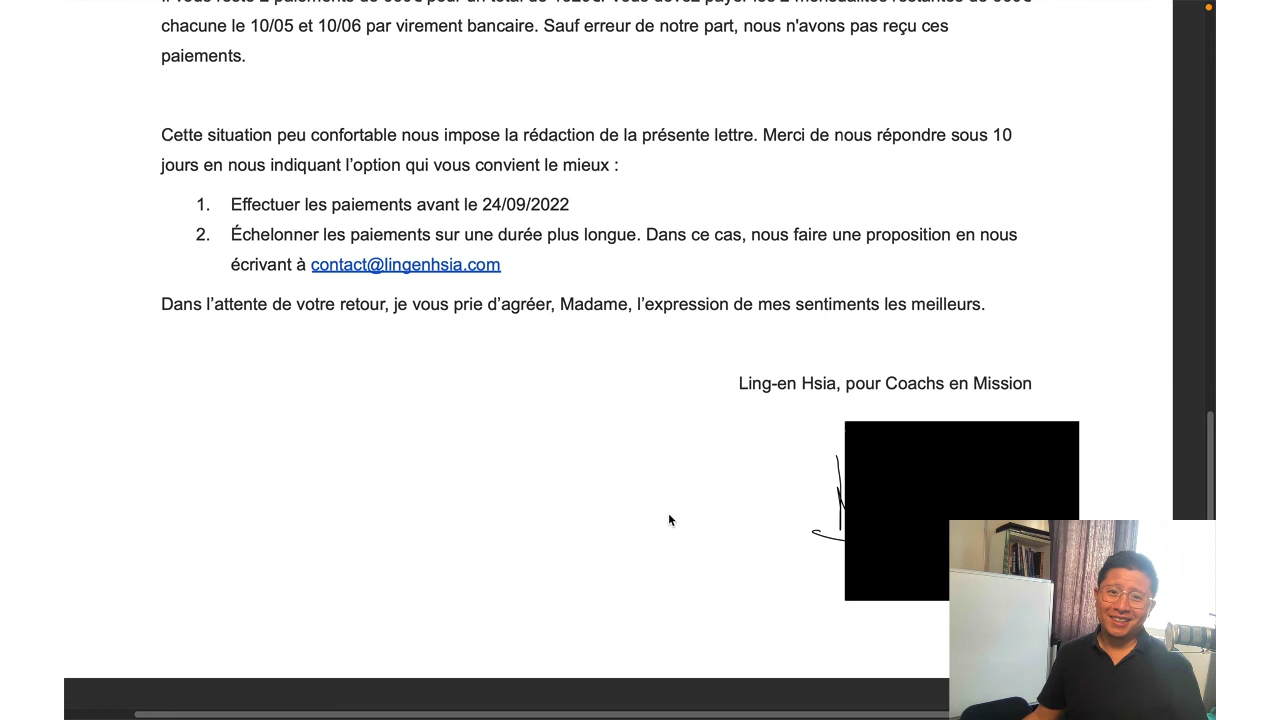 chacune le 10/05 et 10/06 par virement bancaire. Sauf erreur de notre part, nous n'avons pas reçu ces
paiements.
Cette situation peu confortable nous impose la rédaction de la présente lettre. Merci de nous répondre sous 10
jours en nous indiquant l’option qui vous convient le mieux :
1. Effectuer les paiements avant le 24/09/2022
2. Échelonner les paiements sur une durée plus longue. Dans ce cas, nous faire une proposition en nous
écrivant à contact@lingenhsia.com
Dans l’attente de votre retour, je vous prie d’agréer, Madame, l’expression de mes sentiments les meilleurs.
Ling-en Hsia, pour Coachs en Mission